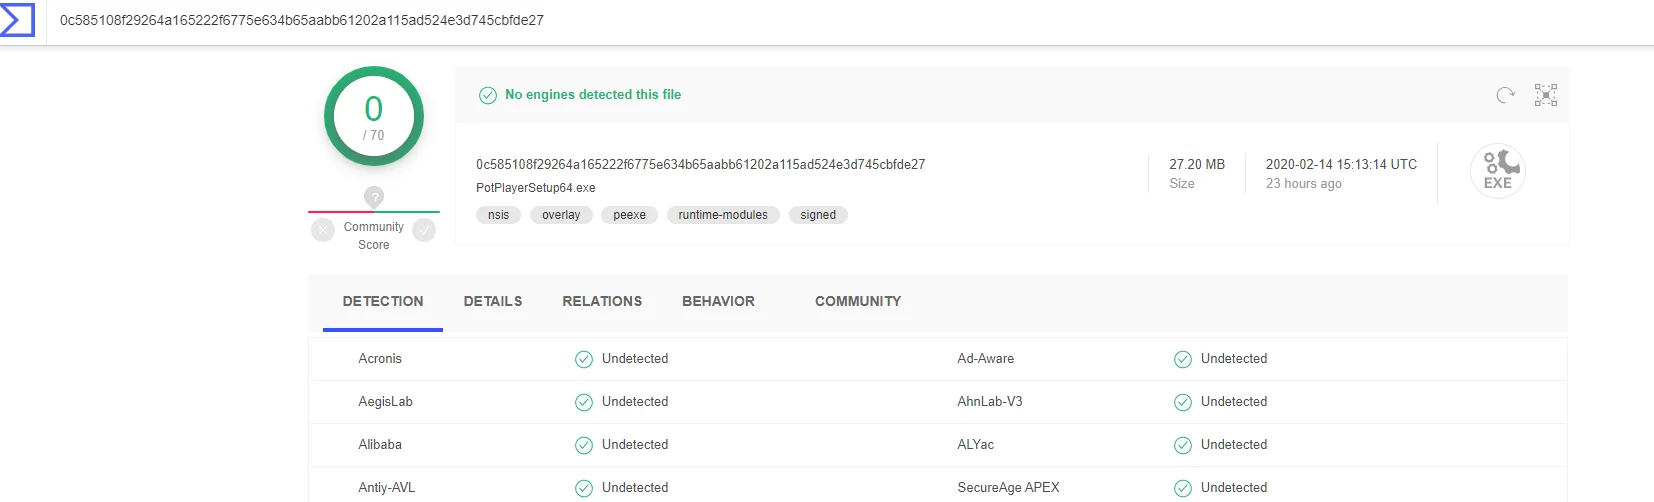 0c585108f29264a165222f6775e634b65aabb61202a115ad524e3d745cbfde27
0
/ 70
?
Community
Score
No engines detected this file
0c585108f29264a165222f6775e634b65aabb61202a115ad524e3d745cbfde27
PotPlayerSetup64.exe
nsis overlay peexe runtime-modules signed
27.20 MB
Size
2020-02-14 15:13:14 UTC
23 hours ago
EXE
DETECTION DETAILS RELATIONS BEHAVIOR COMMUNITY
Acronis Undetected Ad-Aware Undetected
AegisLab Undetected AhnLab-V3 Undetected
Alibaba Undetected ALYac Undetected
Antiy-AVL Undetected SecureAge APEX Undetected